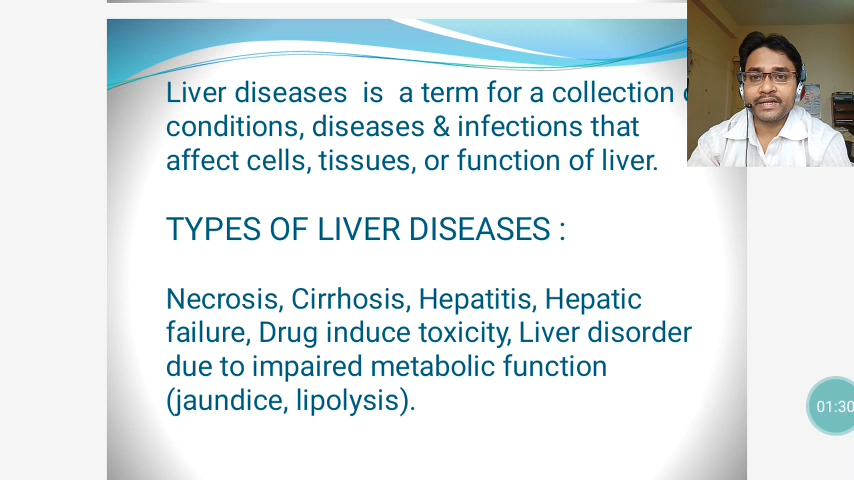 Liver diseases is a term for a collection
conditions, diseases & infections that
affect cells, tissues, or function of liver.
TYPES OF LIVER DISEASES :
Necrosis, Cirrhosis, Hepatitis, Hepatic
failure, Drug induce toxicity, Liver disorder
due to impaired metabolic function
(jaundice, lipolysis).
01:30